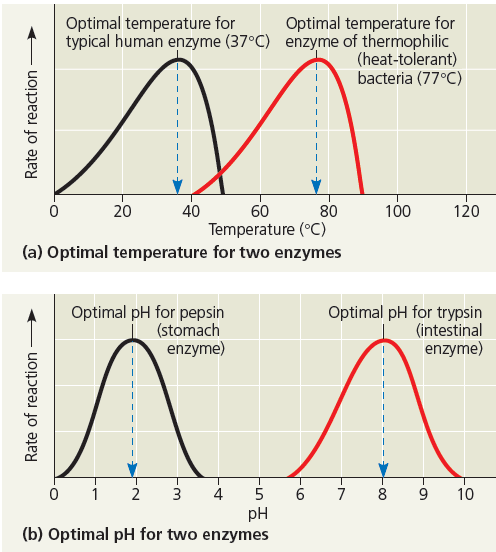 Optimal temperature for
typical human enzyme (37°C)
Optimal temperature for
enzyme of thermophilic
(heat-tolerant)
bacteria (77°C)
Rate of reaction
0 20 40 60 80 100 120
Temperature (°C)
(a) Optimal temperature for two enzymes
Optimal pH for pepsin
(stomach
enzyme)
Optimal pH for trypsin
(intestinal
enzyme)
Rate of reaction
0 1 2 3 4 5 6 7 8 9 10
pH
(b) Optimal pH for two enzymes